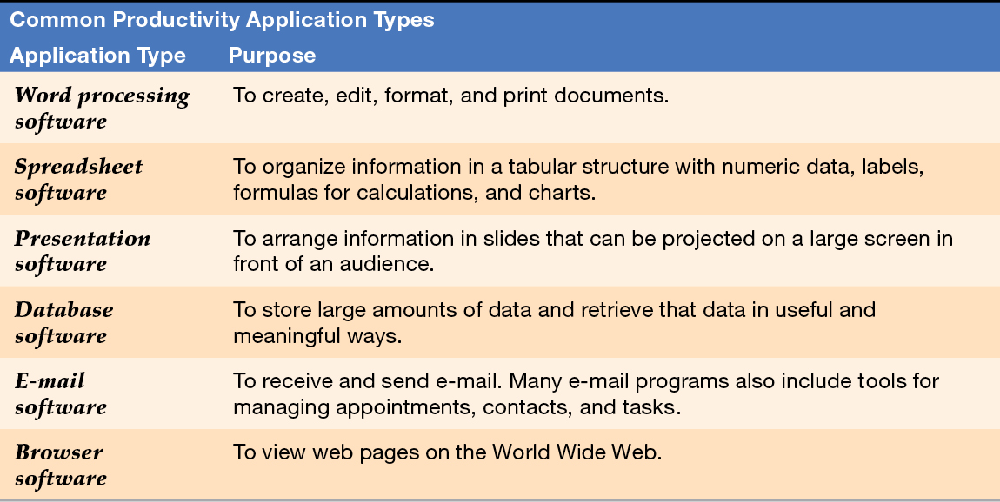 Common Productivity Application Types
Application Type Purpose
Word processing software To create, edit, format, and print documents.
Spreadsheet software To organize information in a tabular structure with numeric data, labels,
formulas for calculations, and charts.
Presentation software To arrange information in slides that can be projected on a large screen in
front of an audience.
Database software To store large amounts of data and retrieve that data in useful and
meaningful ways.
E-mail software To receive and send e-mail. Many e-mail programs also include tools for
managing appointments, contacts, and tasks.
Browser software To view web pages on the World Wide Web.